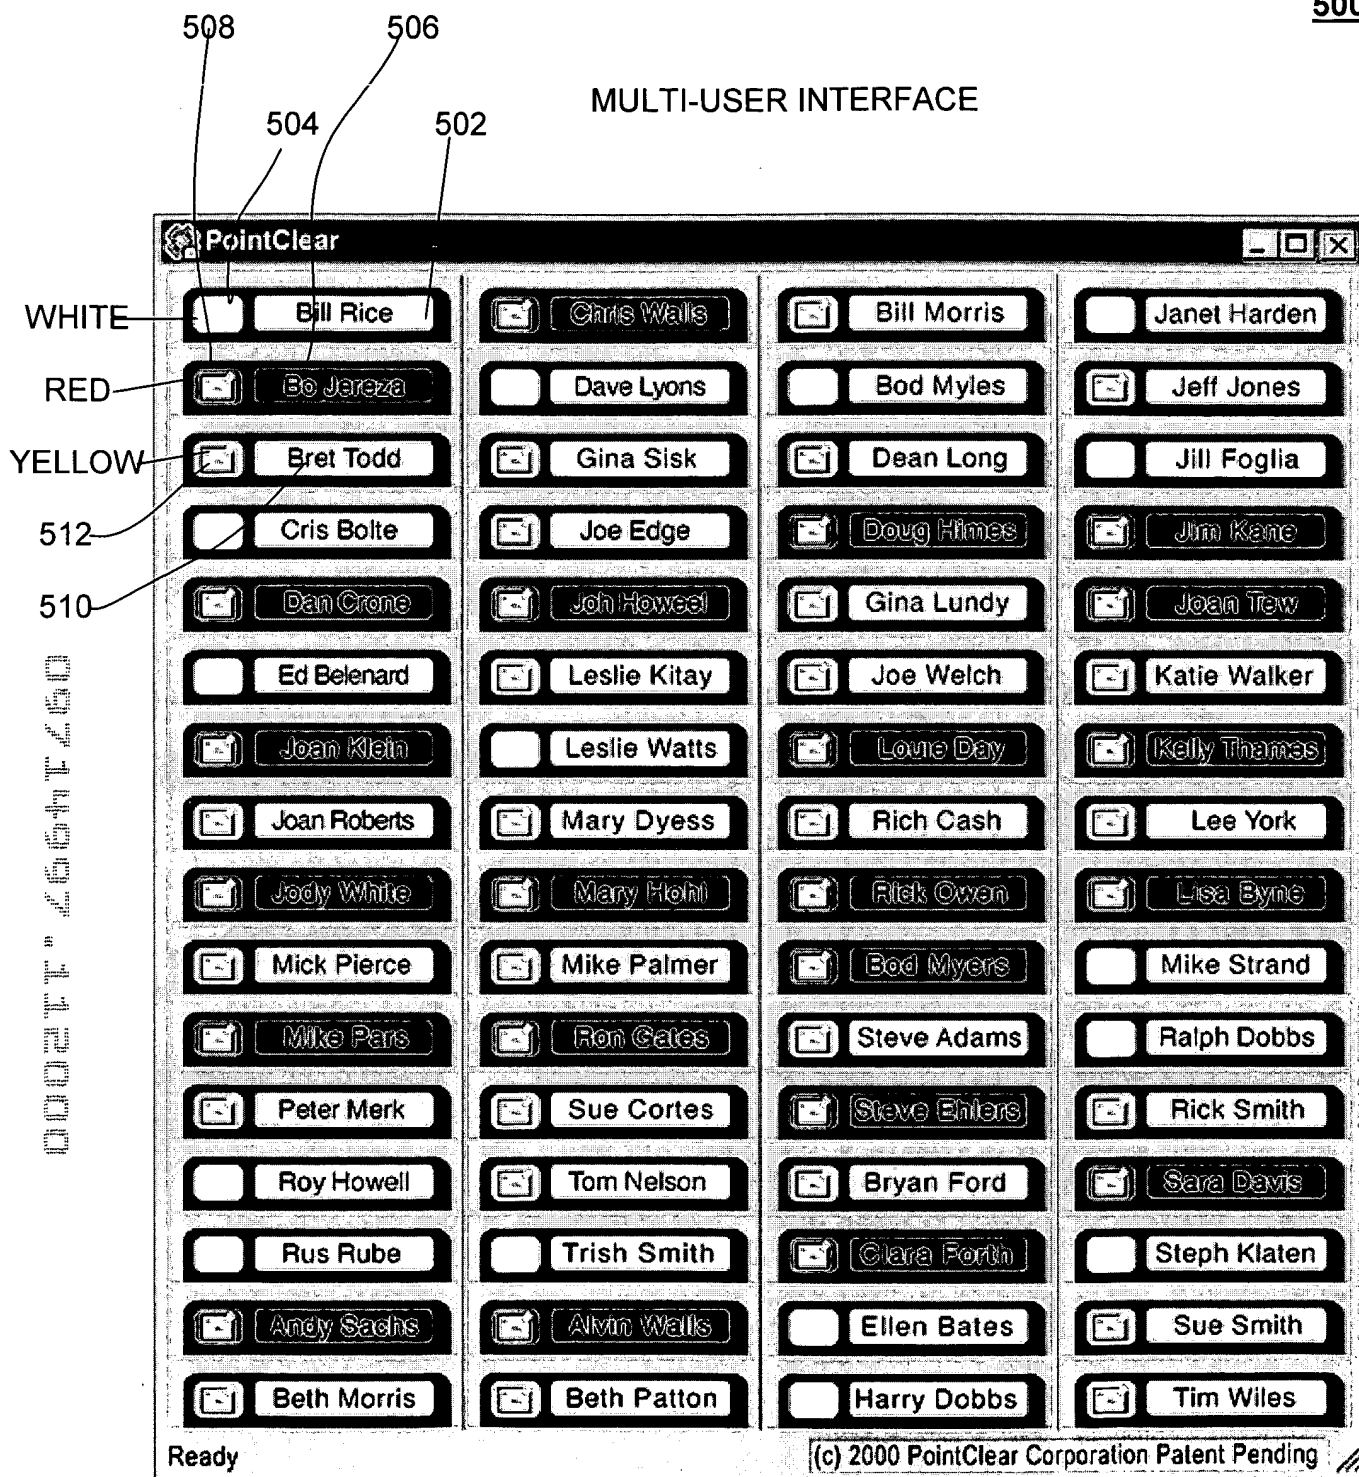 500
508 506
MULTI-USER INTERFACE
504 502
PointClear
WHITE Bill Rice Chris Walls Bill Morris Janet Harden
RED Bo Jereza Dave Lyons Bod Myles Jeff Jones
YELLOW Bret Todd Gina Sisk Dean Long Jill Foglia
512 Cris Bolte Joe Edge Doug Himes Jim Kane
510 Dan Crone Joh Howeel Gina Lundy Joan Tew
Ed Belenard Leslie Kitay Joe Welch Katie Walker
Joan Klein Leslie Watts Louie Day Kelly Thames
Joan Roberts Mary Dyess Rich Cash Lee York
Jody White Mary Hohl Rick Owen Lisa Byne
Mick Pierce Mike Palmer Bod Myers Mike Strand
Mike Pars Ron Gates Steve Adams Ralph Dobbs
Peter Merk Sue Cortes Steve Ehlers Rick Smith
Roy Howell Tom Nelson Bryan Ford Sara Davis
Rus Rube Trish Smith Clara Forth Steph Klaten
Andy Sachs Alvin Walls Ellen Bates Sue Smith
Beth Morris Beth Patton Harry Dobbs Tim Wiles
Ready (c) 2000 PointClear Corporation Patent Pending